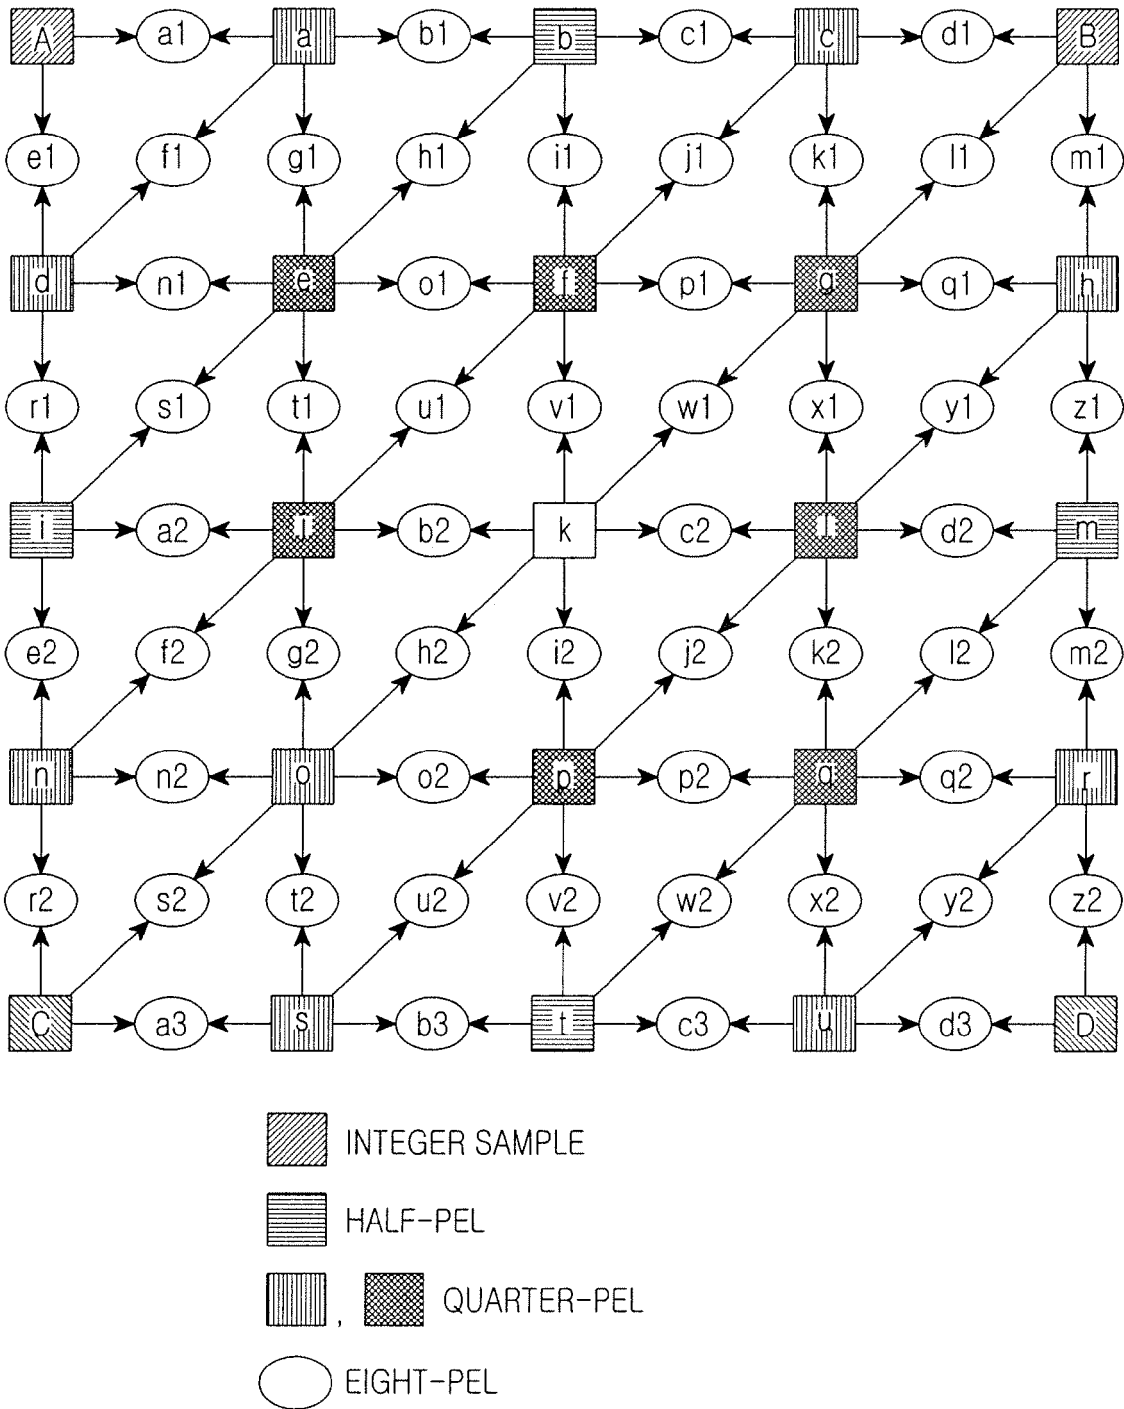 A a1 a b1 b c1 c d1 B
e1 f1 g1 h1 i1 j1 k1 l1 m1
d n1 e o1 f p1 g q1 h
r1 s1 t1 u1 v1 w1 x1 y1 z1
i a2 b2 k c2 l d2 m
e2 f2 g2 h2 i2 j2 k2 l2 m2
n n2 o o2 p p2 q q2 r
r2 s2 t2 u2 v2 w2 x2 y2 z2
C a3 s b3 t c3 u d3 D
INTEGER SAMPLE
HALF-PEL
, QUARTER-PEL
EIGHT-PEL